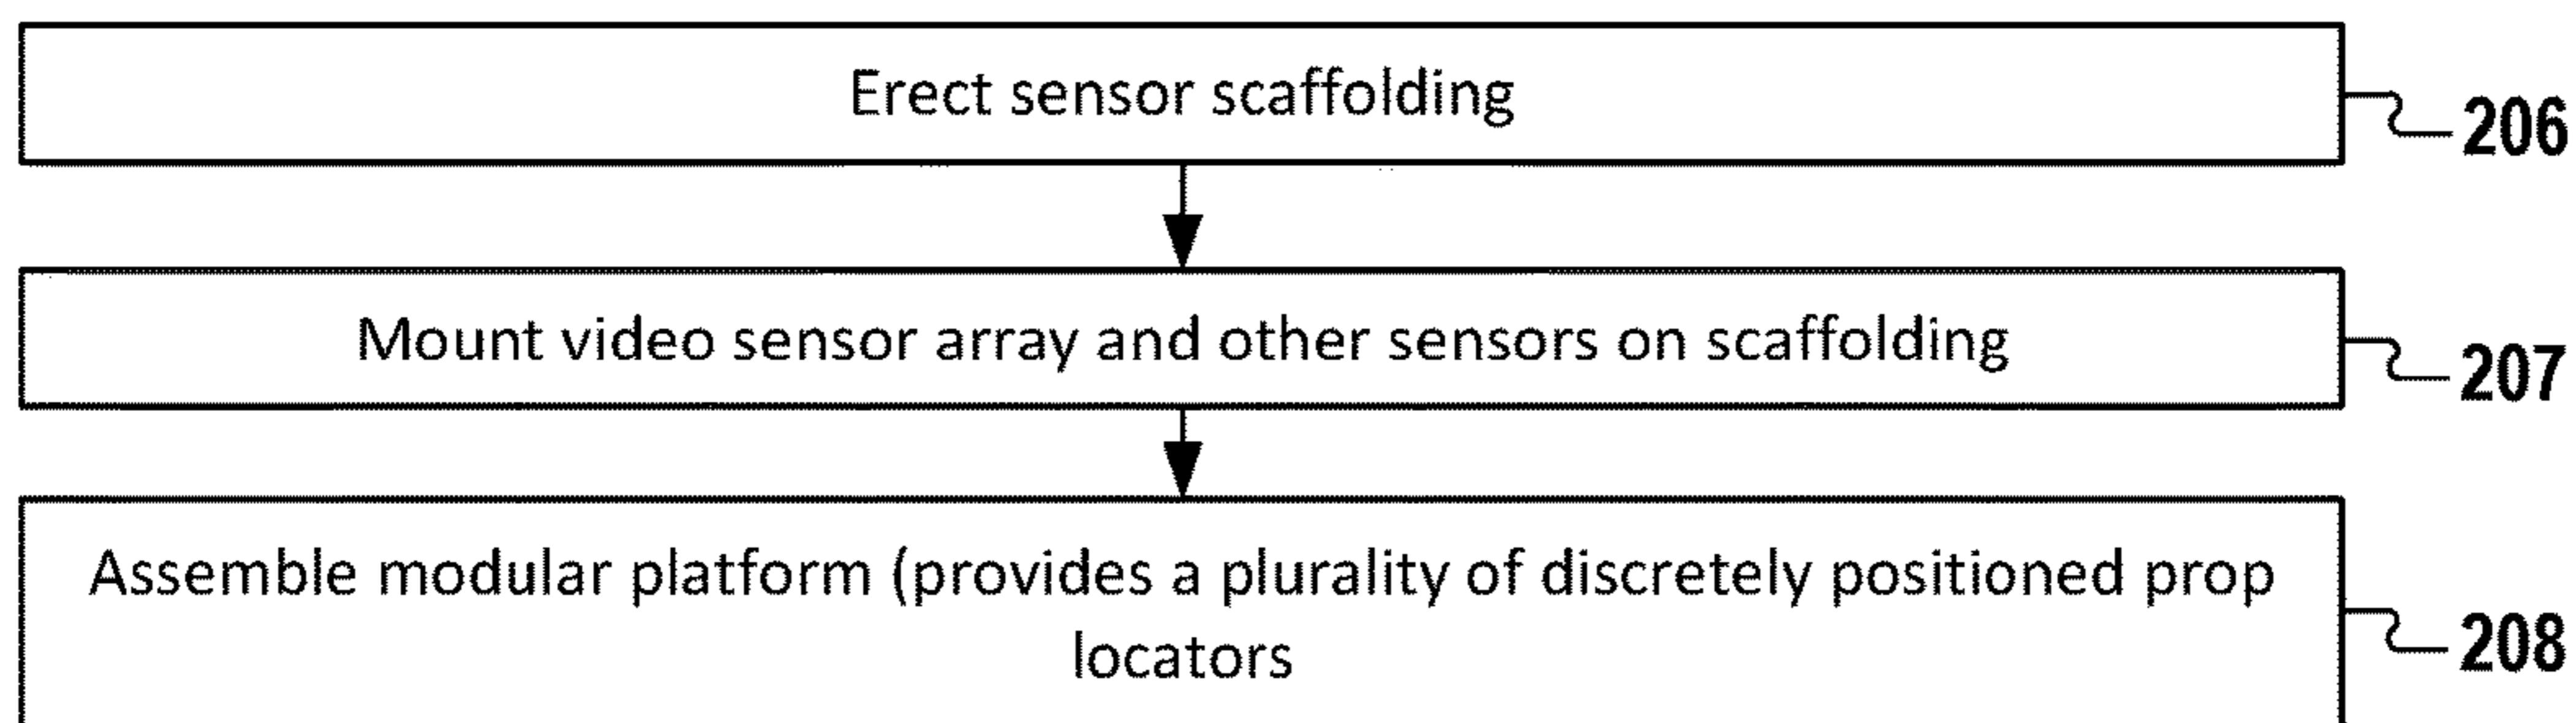 Erect sensor scaffolding
206
Mount video sensor array and other sensors on scaffolding
207
Assemble modular platform (provides a plurality of discretely positioned prop
locators
208